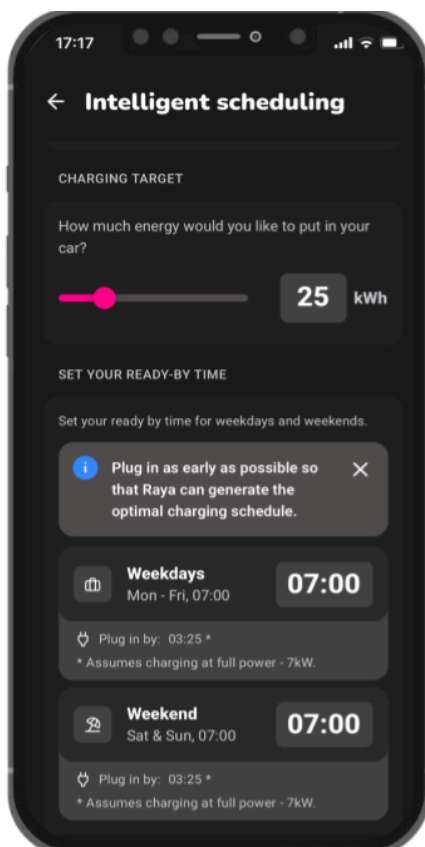 17:17
Intelligent scheduling
CHARGING TARGET
How much energy would you like to put in your
car?
25 kWh
SET YOUR READY-BY TIME
Set your ready by time for weekdays and weekends.
Plug in as early as possible so
that Raya can generate the
optimal charging schedule.
Weekdays
Mon - Fri, 07:00
07:00
Plug in by: 03:25 *
* Assumes charging at full power - 7kW.
Weekend
Sat & Sun, 07:00
07:00
Plug in by: 03:25 *
* Assumes charging at full power - 7kW.